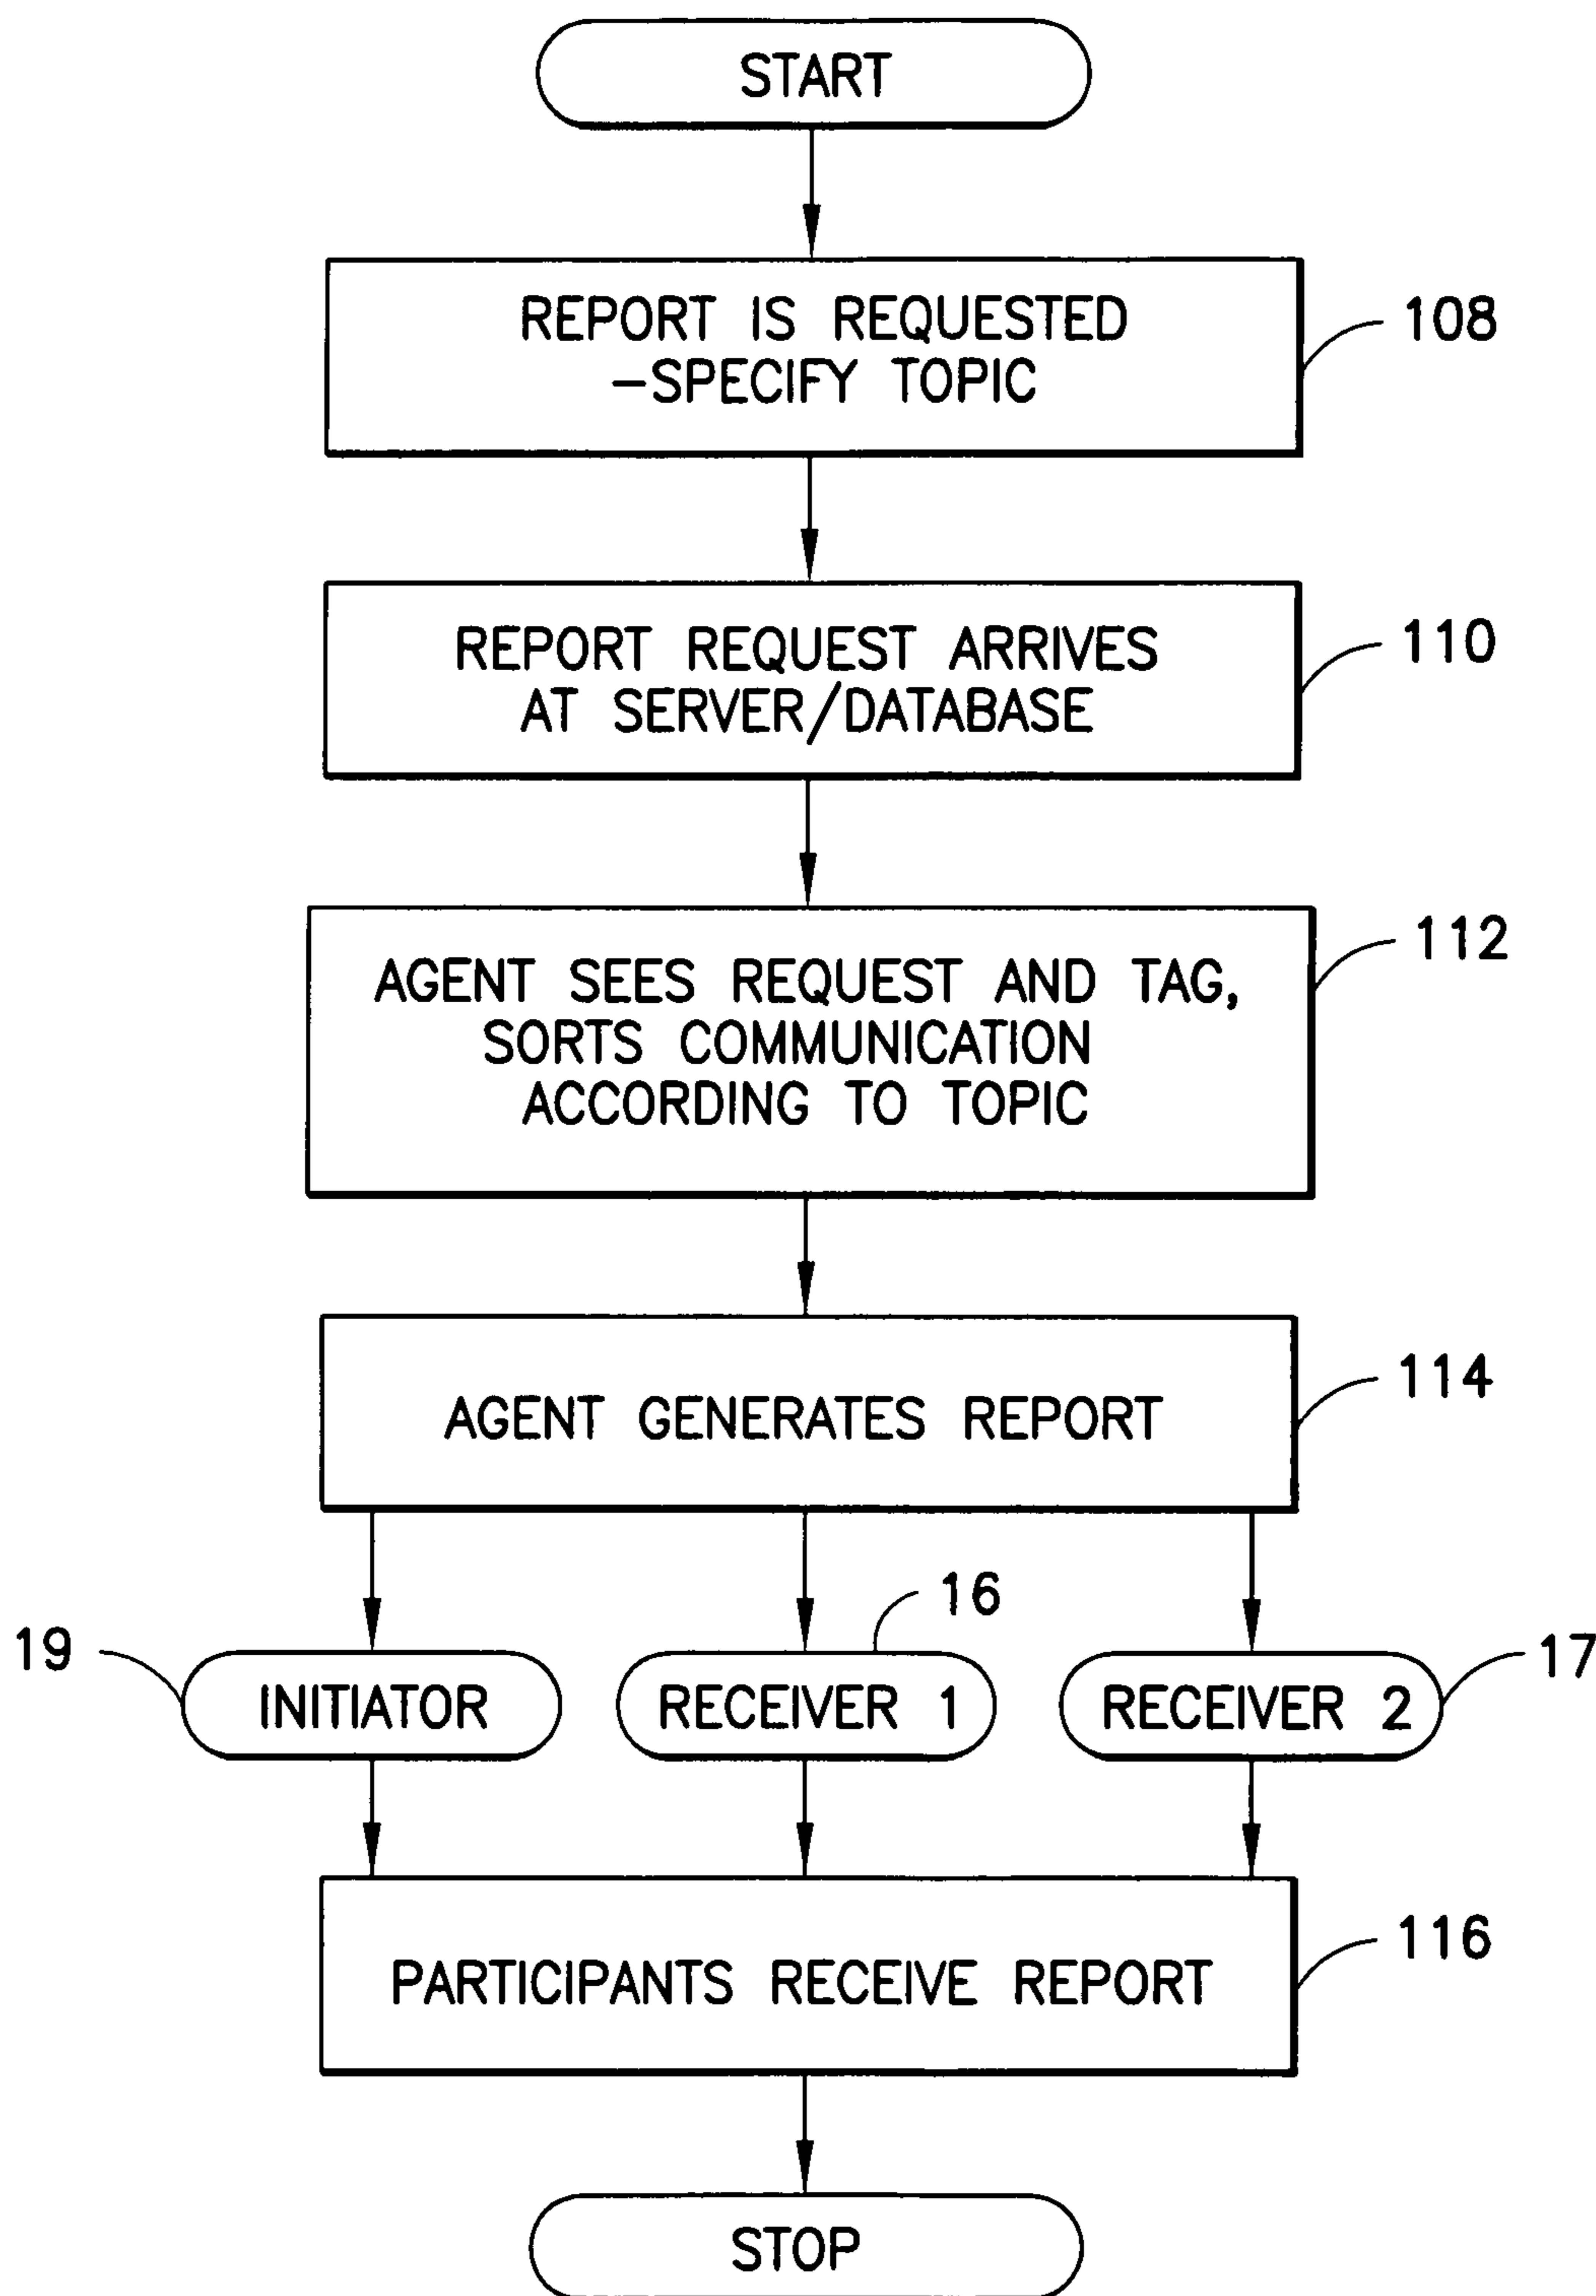 START
REPORT IS REQUESTED
-SPECIFY TOPIC
108
REPORT REQUEST ARRIVES
AT SERVER/DATABASE
110
AGENT SEES REQUEST AND TAG,
SORTS COMMUNICATION
ACCORDING TO TOPIC
112
AGENT GENERATES REPORT
114
19
INITIATOR
16
RECEIVER 1
17
RECEIVER 2
PARTICIPANTS RECEIVE REPORT
116
STOP